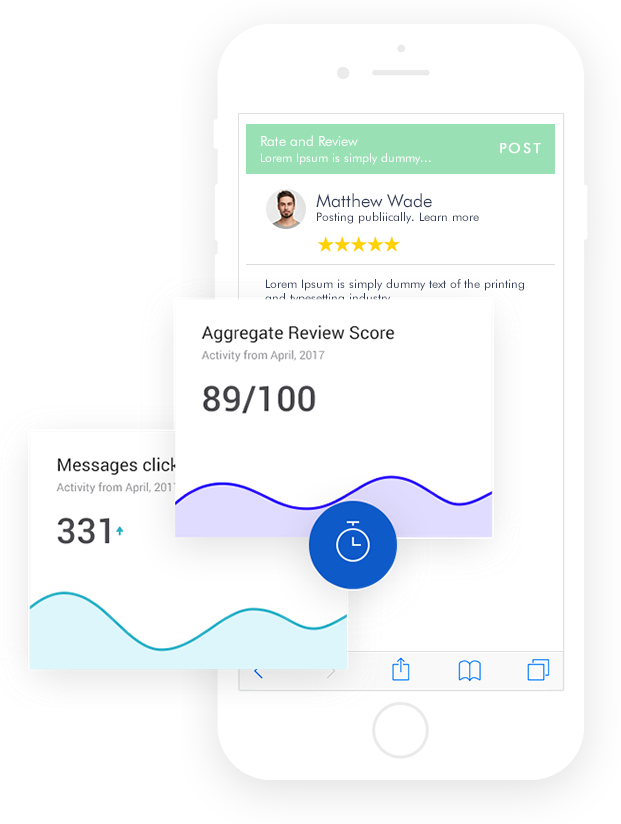 Rate and Review
Lorem Ipsum is simply dummy...
POST
Matthew Wade
Posting publiically. Learn more
Lorem Ipsum is simply dummy text of the printing
and typesetting industry
Aggregate Review Score
Activity from April, 2017
89/100
Messages click
Activity from April, 201
331